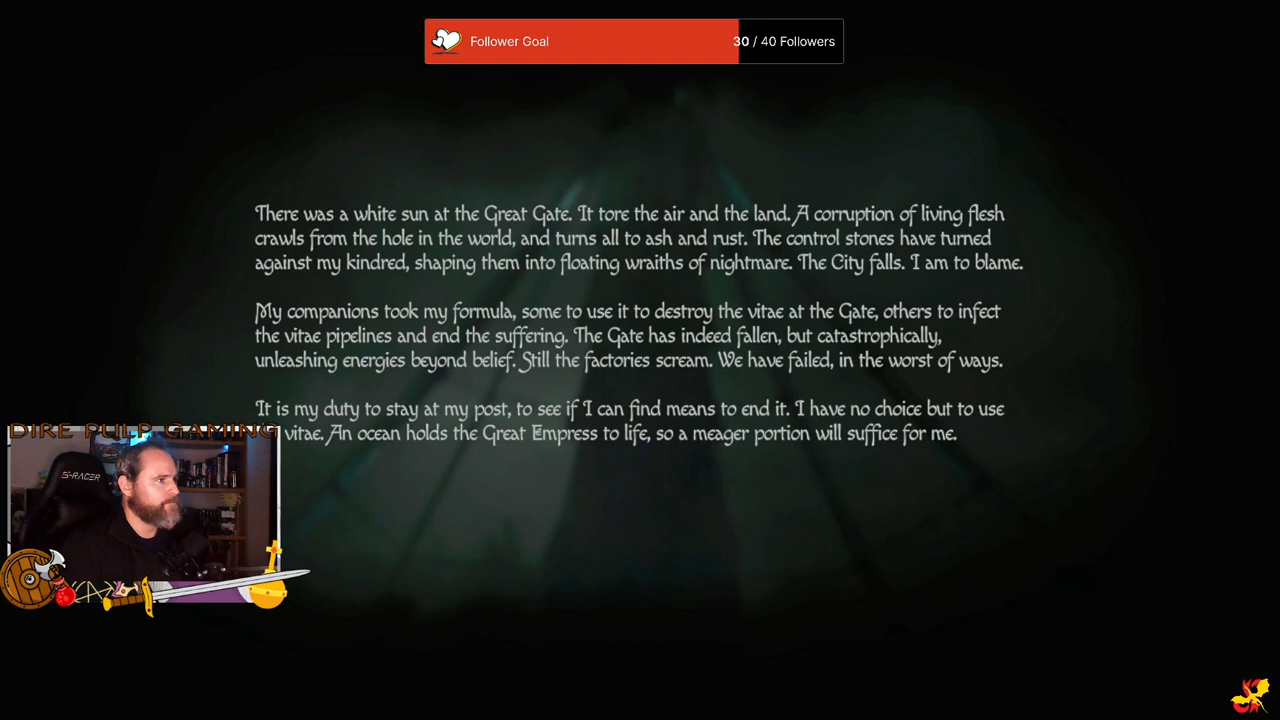 Follower Goal
30 / 40 Followers
There was a white sun at the Great Gate. It tore the air and the land. A corruption of living flesh
crawls from the hole in the world, and turns all to ash and rust. The control stones have turned
against my kindred, shaping them into floating wraiths of nightmare. The City falls. I am to blame.
My companions took my formula, some to use it to destroy the vitae at the Gate, others to infect
the vitae pipelines and end the suffering. The Gate has indeed fallen, but catastrophically,
unleashing energies beyond belief. Still the factories scream. We have failed, in the worst of ways.
It is my duty to stay at my post, to see if I can find means to end it. I have no choice but to use
vitae. An ocean holds the Great Empress to life, so a meager portion will suffice for me.
DIRE PULP GAMING
S-RACER